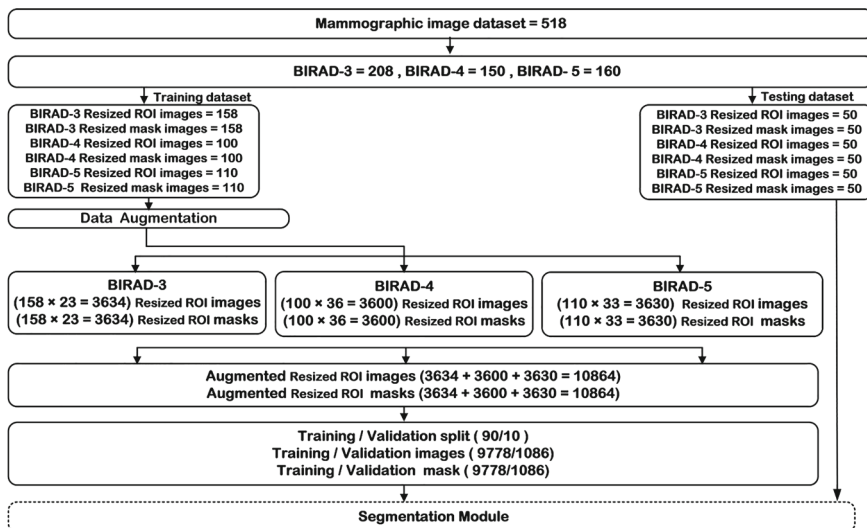 Mammographic image dataset = 518
BIRAD-3 = 208 , BIRAD-4 = 150 , BIRAD- 5 = 160
Training dataset
BIRAD-3 Resized ROI images = 158
BIRAD-3 Resized mask images = 158
BIRAD-4 Resized ROI images = 100
BIRAD-4 Resized mask images = 100
BIRAD-5 Resized ROI images = 110
BIRAD-5 Resized mask images = 110
Testing dataset
BIRAD-3 Resized ROI images = 50
BIRAD-3 Resized mask images = 50
BIRAD-4 Resized ROI images = 50
BIRAD-4 Resized mask images = 50
BIRAD-5 Resized ROI images = 50
BIRAD-5 Resized mask images = 50
Data Augmentation
BIRAD-3
(158 × 23 = 3634) Resized ROI images
(158 × 23 = 3634) Resized ROI masks
BIRAD-4
(100 × 36 = 3600) Resized ROI images
(100 × 36 = 3600) Resized ROI masks
BIRAD-5
(110 × 33 = 3630) Resized ROI images
(110 × 33 = 3630) Resized ROI masks
Augmented Resized ROI images (3634 + 3600 + 3630 = 10864)
Augmented Resized ROI masks (3634 + 3600 + 3630 = 10864)
Training / Validation split ( 90/10 )
Training / Validation images ( 9778/1086)
Training / Validation mask ( 9778/1086)
Segmentation Module